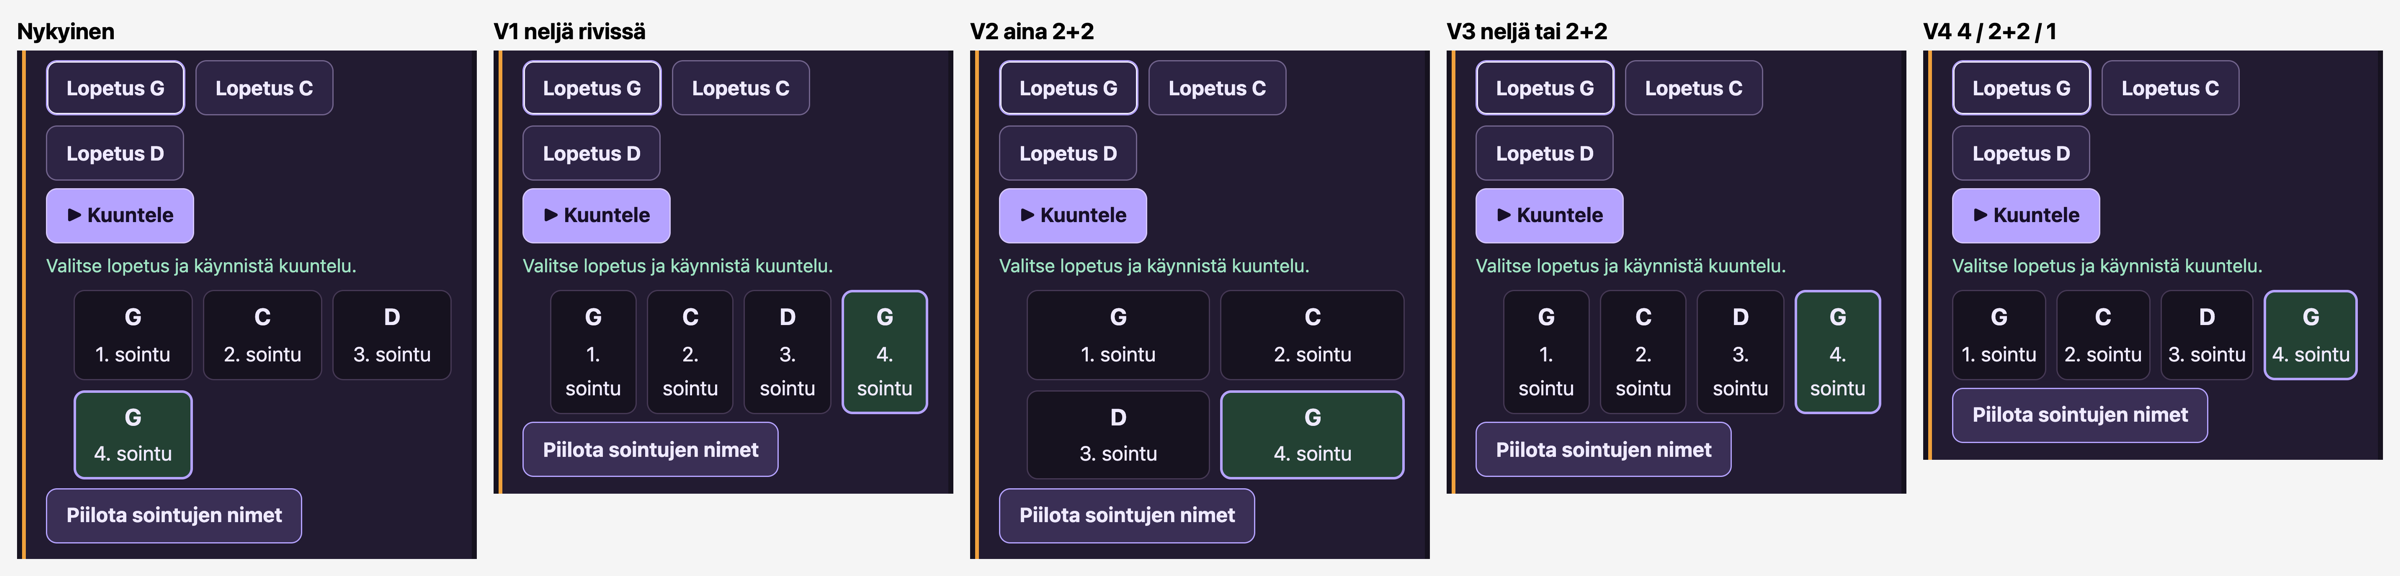 Nykyinen
Lopetus G
Lopetus C
Lopetus D
▶ Kuuntele
Valitse lopetus ja käynnistä kuuntelu.
G
1. sointu
C
2. sointu
D
3. sointu
G
4. sointu
Piilota sointujen nimet
V1 neljä rivissä
Lopetus G
Lopetus C
Lopetus D
▶ Kuuntele
Valitse lopetus ja käynnistä kuuntelu.
G
1.
sointu
C
2.
sointu
D
3.
sointu
G
4.
sointu
Piilota sointujen nimet
V2 aina 2+2
Lopetus G
Lopetus C
Lopetus D
▶ Kuuntele
Valitse lopetus ja käynnistä kuuntelu.
G
1. sointu
C
2. sointu
D
3. sointu
G
4. sointu
Piilota sointujen nimet
V3 neljä tai 2+2
Lopetus G
Lopetus C
Lopetus D
▶ Kuuntele
Valitse lopetus ja käynnistä kuuntelu.
G
1.
sointu
C
2.
sointu
D
3.
sointu
G
4.
sointu
Piilota sointujen nimet
V4 4 / 2+2 / 1
Lopetus G
Lopetus C
Lopetus D
▶ Kuuntele
Valitse lopetus ja käynnistä kuuntelu.
G
1. sointu
C
2. sointu
D
3. sointu
G
4. sointu
Piilota sointujen nimet